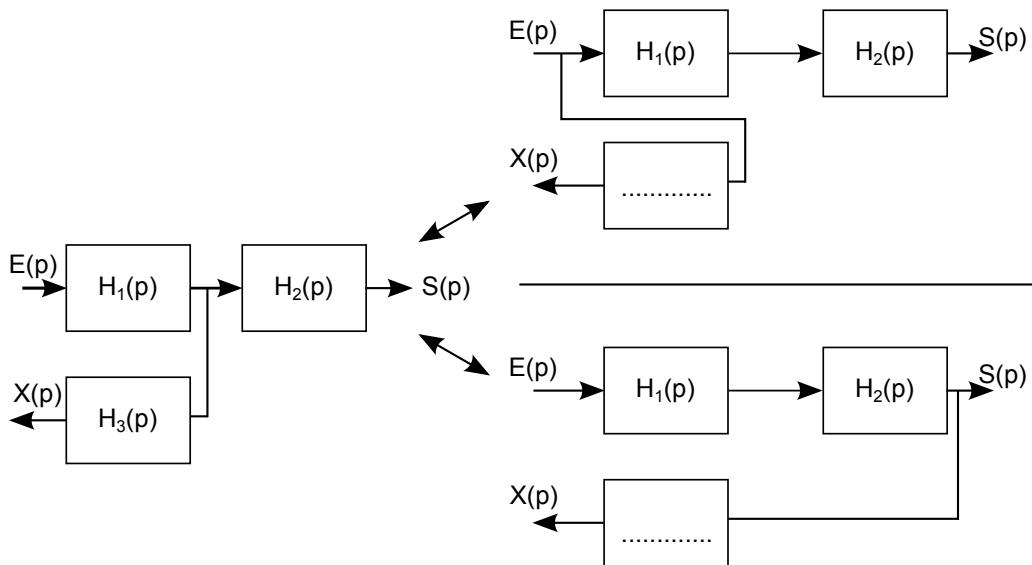 E(p)
H₁(p)
H₂(p)
S(p)
X(p)
H₃(p)
E(p)
H₁(p)
H₂(p)
S(p)
X(p)
.............
E(p)
H₁(p)
H₂(p)
S(p)
X(p)
.............